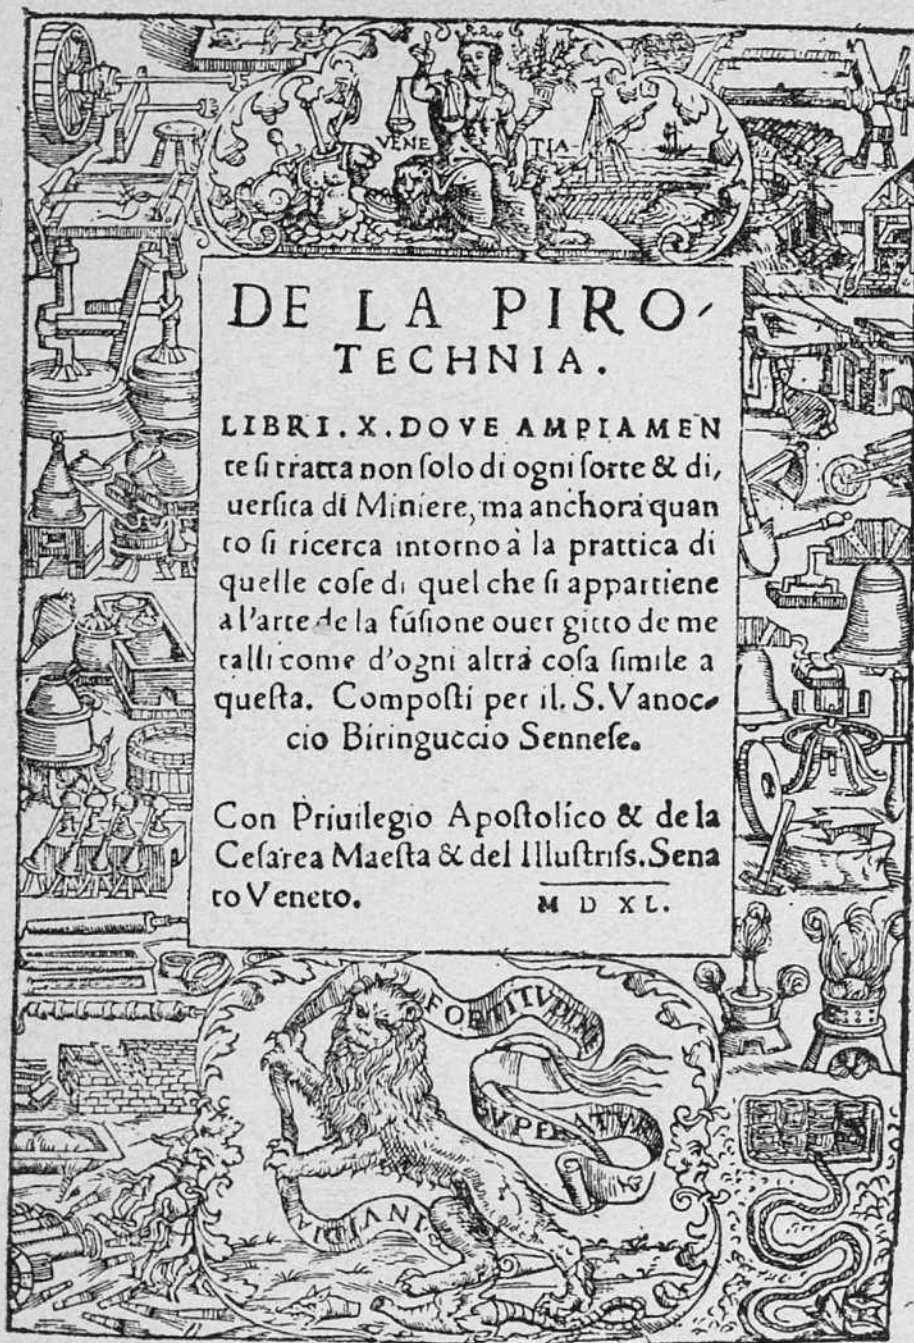 VENE TIA
DE LA PIRO-
TECHNIA.
LIBRI.X.DOVE AMPIAMEN
te ſi tratta non ſolo di ogni ſorte & di,
uerſita di Miniere, ma anchora quan
to ſi ricerca intorno à la prattica di
quelle coſe di quel che ſi appartiene
a l'arte de la fuſione ouer gitto de me
talli come d'ogni altra coſa ſimile a
queſta. Compoſti per il. S. Vanoc-
cio Biringuccio Senneſe.
Con Priuilegio Apoſtolico & de la
Ceſarea Maeſta & del Illuſtriſs. Sena
to Veneto. M D XL.
FORTITVDINE
SVPERATVR
INVIDIA